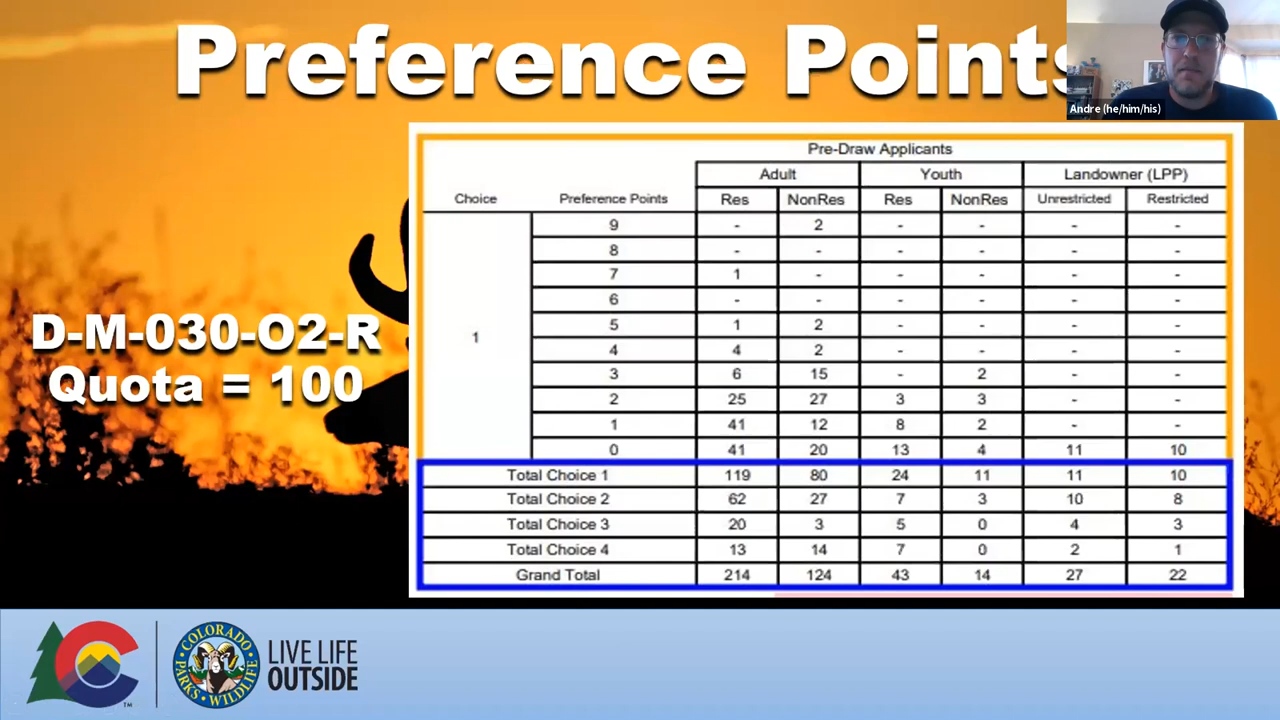 Preference Points
Andre (he/him/his)
D-M-030-O2-R
Quota = 100
Pre-Draw Applicants
Adult Youth Landowner (LPP)
Choice Preference Points Res NonRes Res NonRes Unrestricted Restricted
1
9 - 2 - - - -
8 - - - - - -
7 1 - - - - -
6 - - - - - -
5 1 2 - - - -
4 4 2 - - - -
3 6 15 - 2 - -
2 25 27 3 3 - -
1 41 12 8 2 - -
0 41 20 13 4 11 10
Total Choice 1 119 80 24 11 11 10
Total Choice 2 62 27 7 3 10 8
Total Choice 3 20 3 5 0 4 3
Total Choice 4 13 14 7 0 2 1
Grand Total 214 124 43 14 27 22
TM
COLORADO
PARKS & WILDLIFE
LIVE LIFE
OUTSIDE